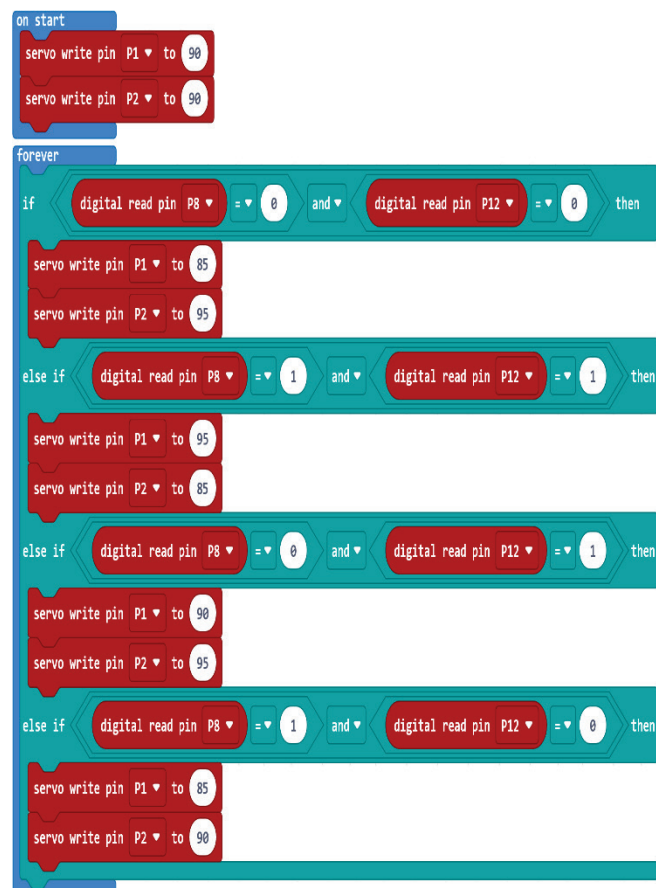 on start
servo write pin P1 to 90
servo write pin P2 to 90
forever
if digital read pin P8 = 0 and digital read pin P12 = 0 then
servo write pin P1 to 85
servo write pin P2 to 95
else if digital read pin P8 = 1 and digital read pin P12 = 1 then
servo write pin P1 to 95
servo write pin P2 to 85
else if digital read pin P8 = 0 and digital read pin P12 = 1 then
servo write pin P1 to 90
servo write pin P2 to 95
else if digital read pin P8 = 1 and digital read pin P12 = 0 then
servo write pin P1 to 85
servo write pin P2 to 90